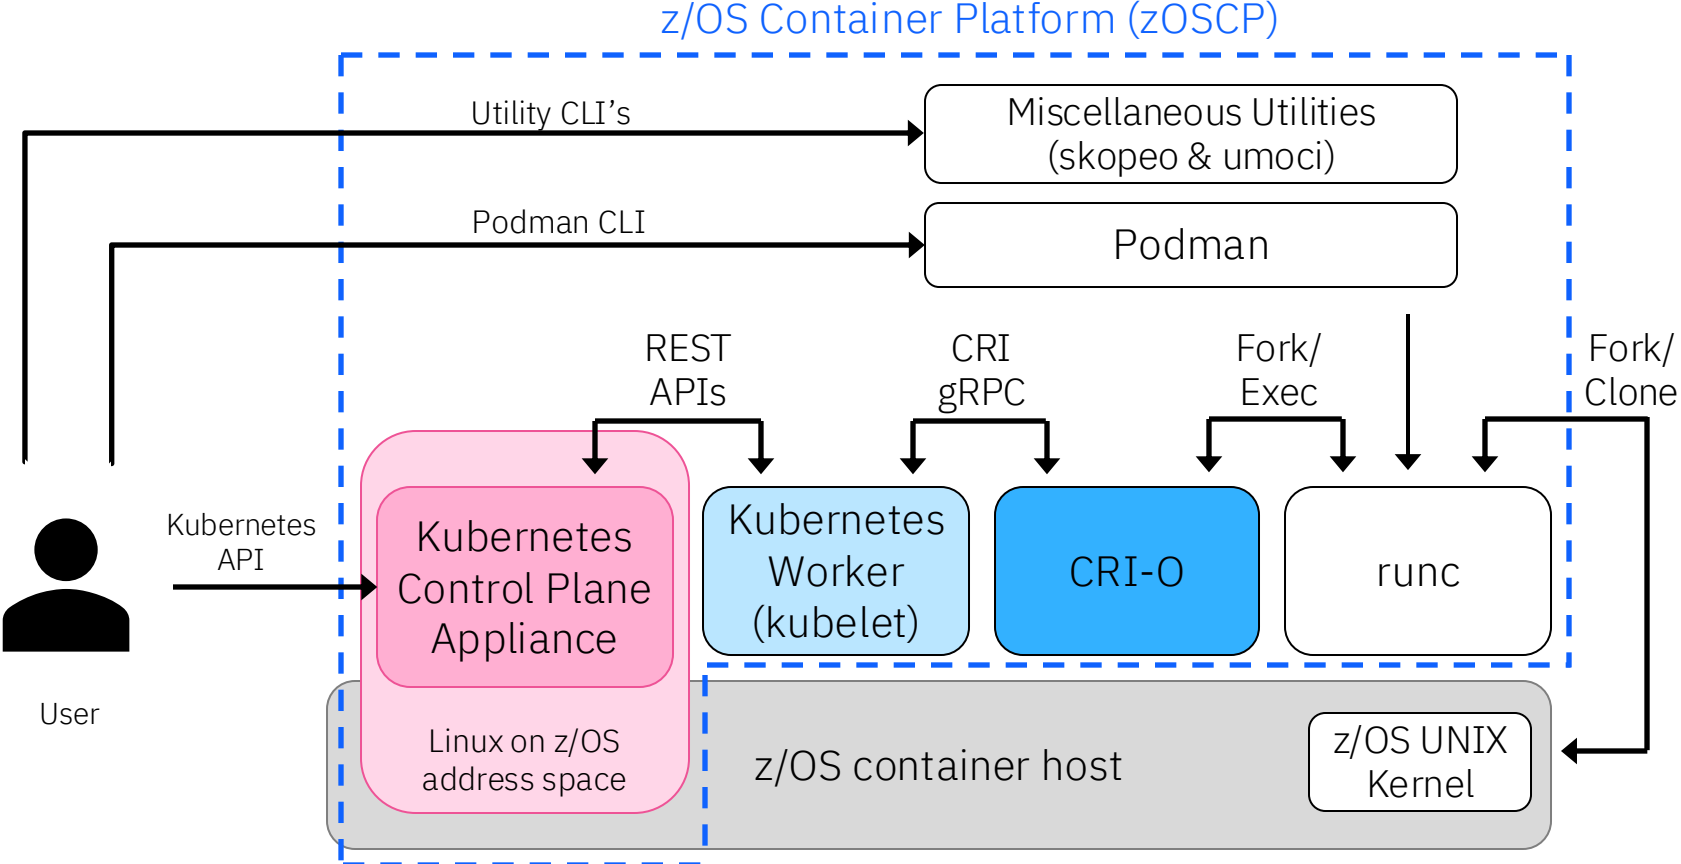 z/OS Container Platform (zOSCP)
Utility CLI’s
Miscellaneous Utilities
(skopeo & umoci)
Podman CLI
Podman
REST
APIs
CRI
gRPC
Fork/
Exec
Fork/
Clone
Kubernetes
API
User
Kubernetes
Control Plane
Appliance
Kubernetes
Worker
(kubelet)
CRI-O
runc
Linux on z/OS
address space
z/OS container host
z/OS UNIX
Kernel